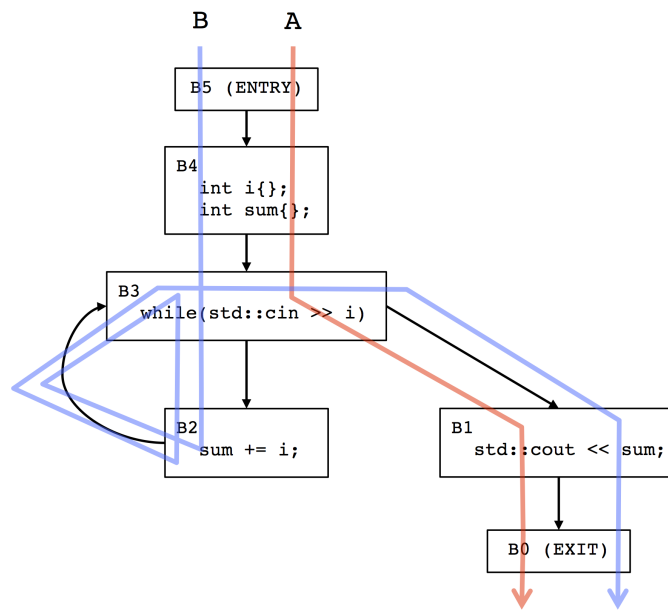 B A
B5 (ENTRY)
B4
int i{};
int sum{};
B3
while(std::cin >> i)
B2
sum += i;
B1
std::cout << sum;
B0 (EXIT)